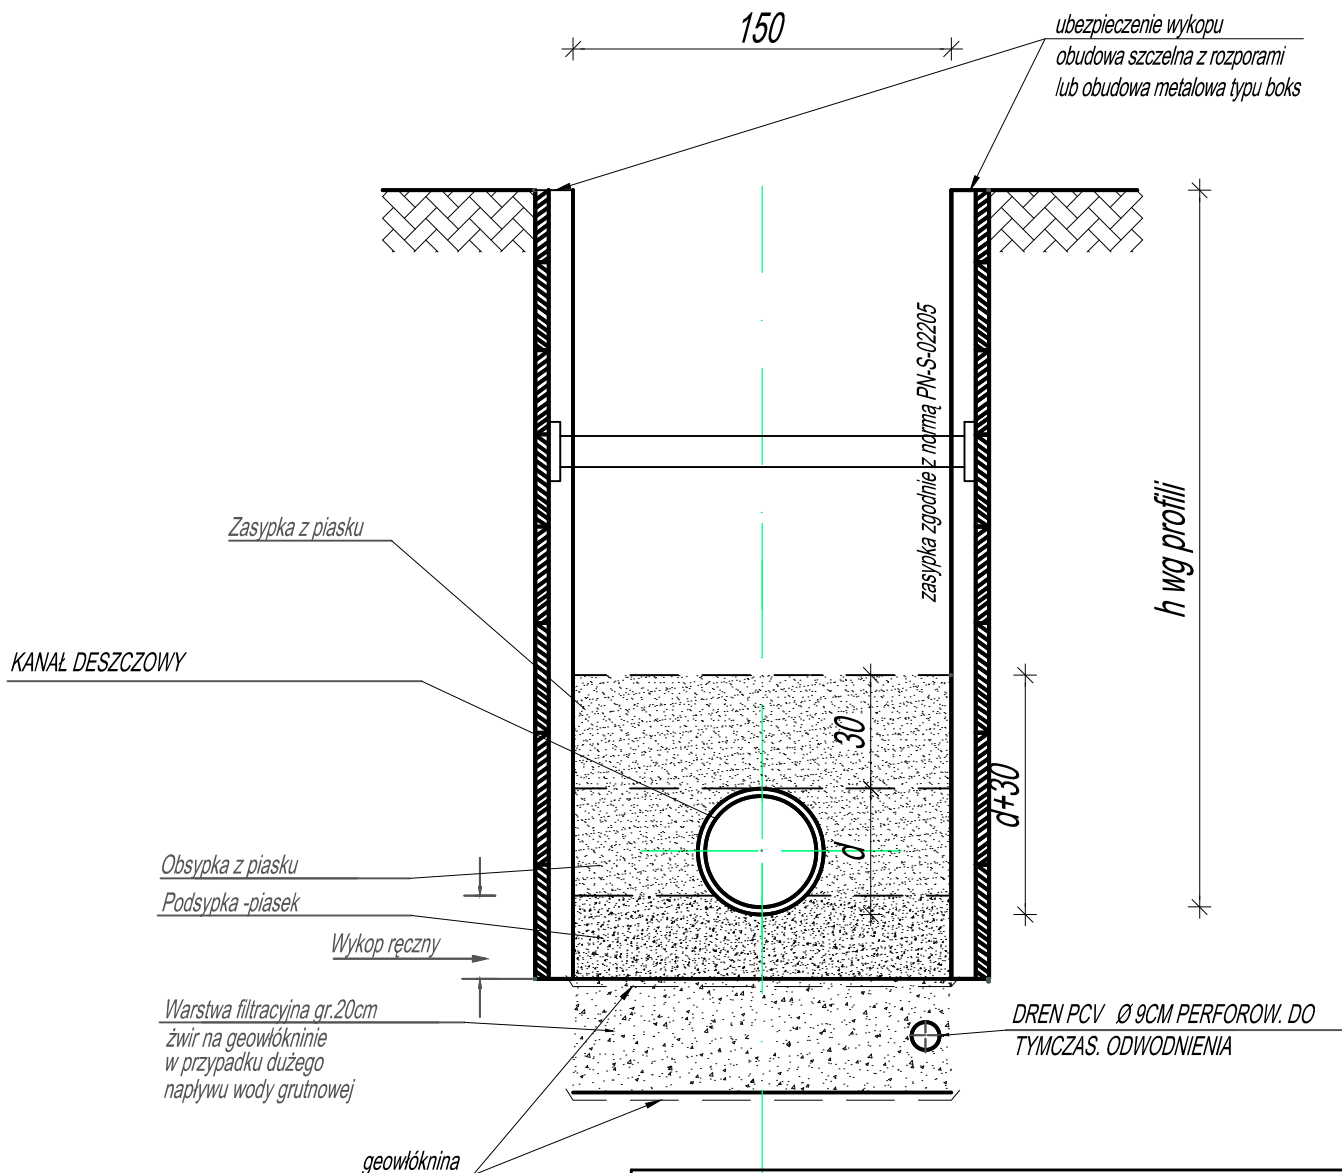 150
ubezpieczenie wykopu
obudowa szczelna z rozporami
lub obudowa metalowa typu boks
zasypka zgodnie z normą PN-S-02205
h wg profili
Zasypka z piasku
KANAŁ DESZCZOWY
30
d+30
d
Obsypka z piasku
Podsypka -piasek
Wykop ręczny
Warstwa filtracyjna gr.20cm
żwir na geowłókninie
w przypadku dużego
napływu wody grutnowej
DREN PCV Ø 9CM PERFOROW. DO
TYMCZAS. ODWODNIENIA
geowłóknina